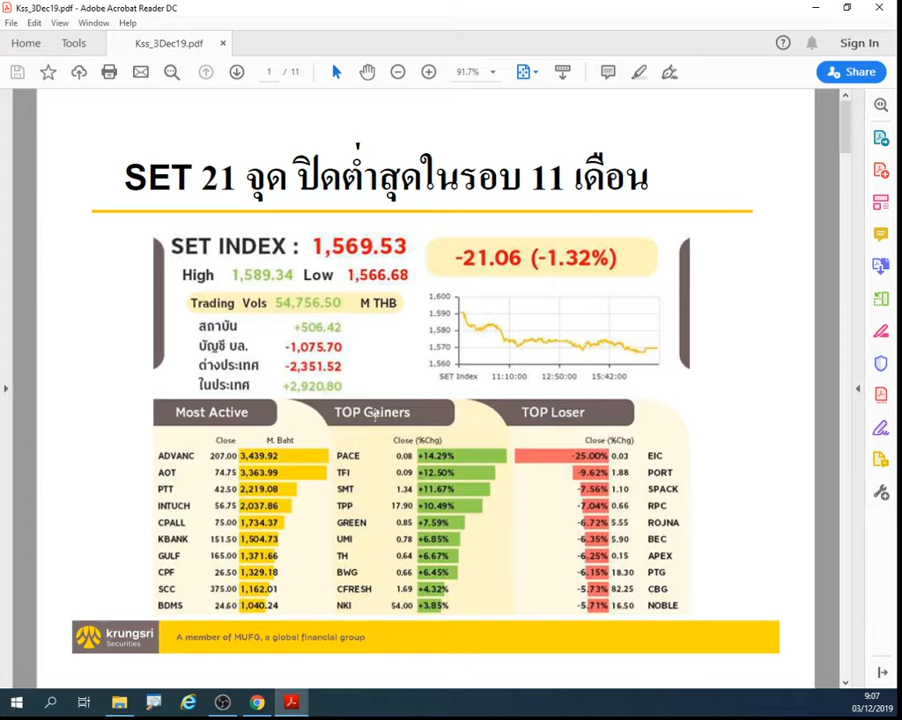 Kss_3Dec19.pdf - Adobe Acrobat Reader DC
File Edit View Window Help
Home Tools Kss_3Dec19.pdf × Sign In
1 / 11 91.7% Share
SET 21 จุด ปิดต่ำสุดในรอบ 11 เดือน
SET INDEX : 1,569.53
-21.06 (-1.32%)
High 1,589.34 Low 1,566.68
Trading Vols 54,756.50 M THB
สถาบัน +506.42
บัญชี บล. -1,075.70
ต่างประเทศ -2,351.52
ในประเทศ +2,920.80
1,600
1,590
1,580
1,570
1,560
SET Index 11:10:00 12:50:00 15:42:00
Most Active TOP Gainers TOP Loser
Close M. Baht Close (%Chg) Close (%Chg)
ADVANC 207.00 3,439.92 PACE 0.08 +14.29% -25.00% 0.03 EIC
AOT 74.75 3,363.99 TFI 0.09 +12.50% -9.62% 1.88 PORT
PTT 42.50 2,219.08 SMT 1.34 +11.67% -7.56% 1.10 SPACK
INTUCH 56.75 2,037.86 TPP 17.90 +10.49% -7.04% 0.66 RPC
CPALL 75.00 1,734.37 GREEN 0.85 +7.59% -6.72% 5.55 ROJNA
KBANK 151.50 1,504.73 UMI 0.78 +6.85% -6.35% 5.90 BEC
GULF 165.00 1,371.66 TH 0.64 +6.67% -6.25% 0.15 APEX
CPF 26.50 1,329.18 BWG 0.66 +6.45% -6.15% 18.30 PTG
SCC 375.00 1,162.01 CFRESH 1.69 +4.32% -5.73% 82.25 CBG
BDMS 24.60 1,040.24 NKI 54.00 +3.85% -5.71% 16.50 NOBLE
krungsri
Securities
A member of MUFG, a global financial group
9:07
03/12/2019